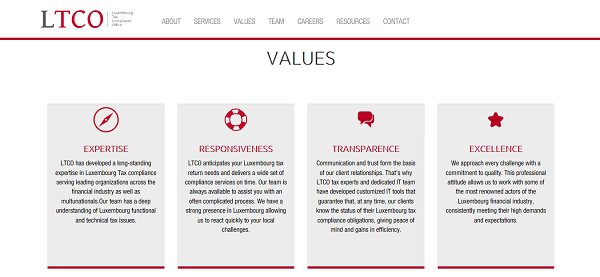 LTCO Luxembourg
Tax
Compliance
Office
ABOUT SERVICES VALUES TEAM CAREERS RESOURCES CONTACT
VALUES
EXPERTISE
LTCO has developed a long-standing
expertise in Luxembourg Tax compliance
serving leading organizations across the
financial industry as well as
multunationals.Our team has a deep
understanding of Luxembourg functional
and technical tax issues.
RESPONSIVENESS
LTCO anticipates your Luxembourg tax
return needs and delivers a wide set of
compliance services on time. Our team is
always available to assist you with an
often complicated process. We have a
strong presence in Luxembourg allowing
us to react quickly to your local
challenges.
TRANSPARENCE
Communication and trust form the basis
of our client relationships. That's why
LTCO tax experts and dedicated IT team
have developed customized IT tools that
guarantee that, at any time, our clients
know the status of their Luxembourg tax
compliance obligations, giving peace of
mind and gains in efficiency.
EXCELLENCE
We approach every challenge with a
commitment to quality. This professional
attitude allows us to work with some of
the most renowned actors of the
Luxembourg financial industry,
consistently meeting their high demands
and expectations.